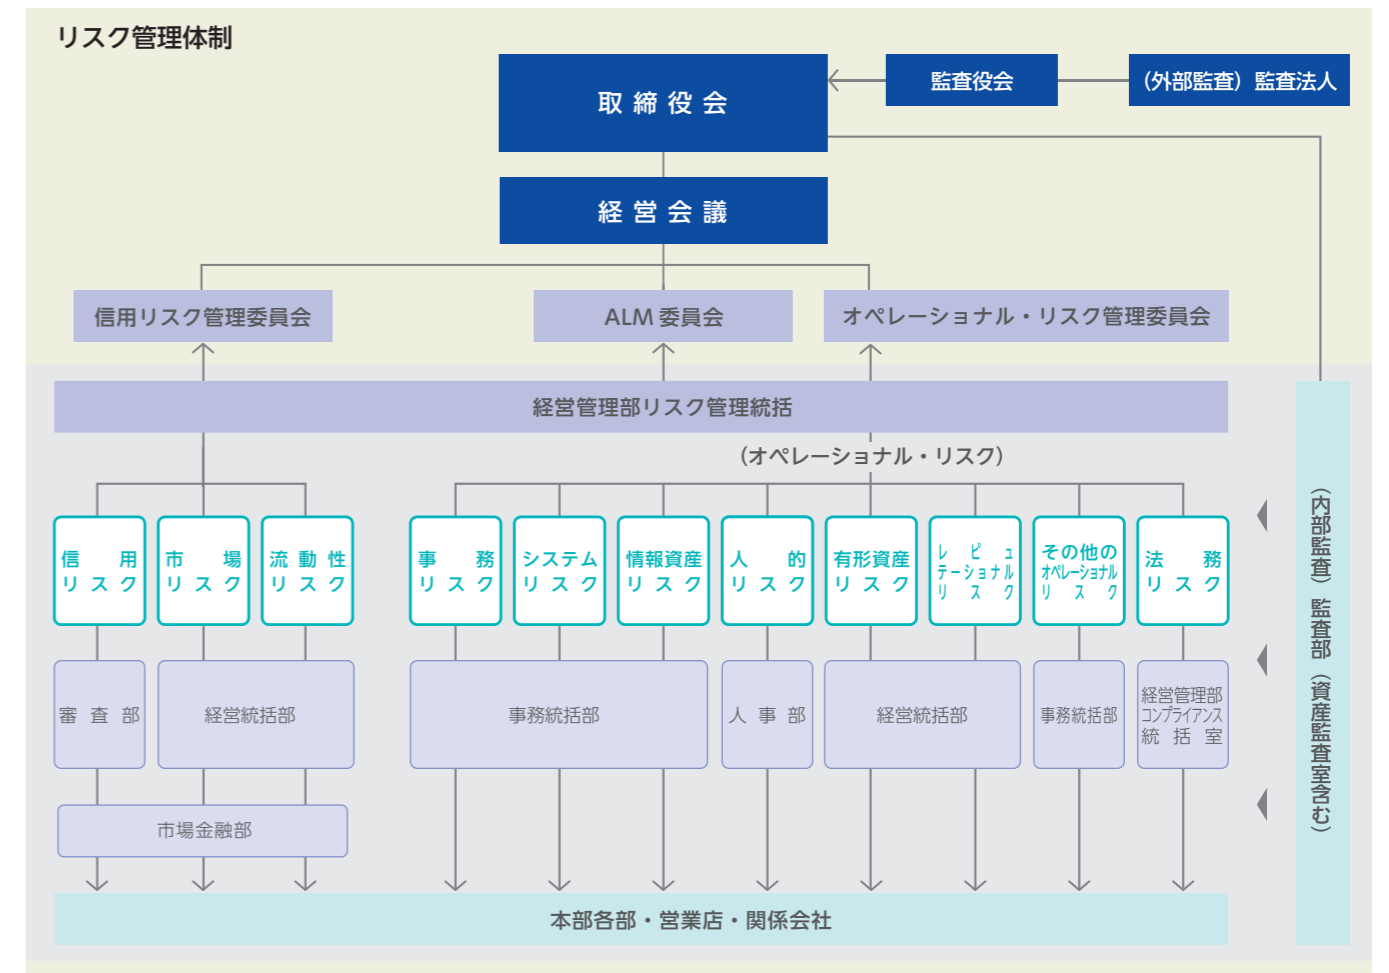 リスク管理体制
取締役会
監査役会
（外部監査）監査法人
経営会議
信用リスク管理委員会
ALM 委員会
オペレーショナル・リスク管理委員会
経営管理部リスク管理統括
（オペレーショナル・リスク）
信用
リスク
市場
リスク
流動性
リスク
事務
リスク
システム
リスク
情報資産
リスク
人的
リスク
有形資産
リスク
レピュ
テーショナル
リスク
その他の
オペレーショナル
リスク
法務
リスク
審査部
経営統括部
事務統括部
人事部
経営統括部
事務統括部
経営管理部
コンプライアンス
統括室
市場金融部
本部各部・営業店・関係会社
（内部監査）監査部（資産監査室含む）